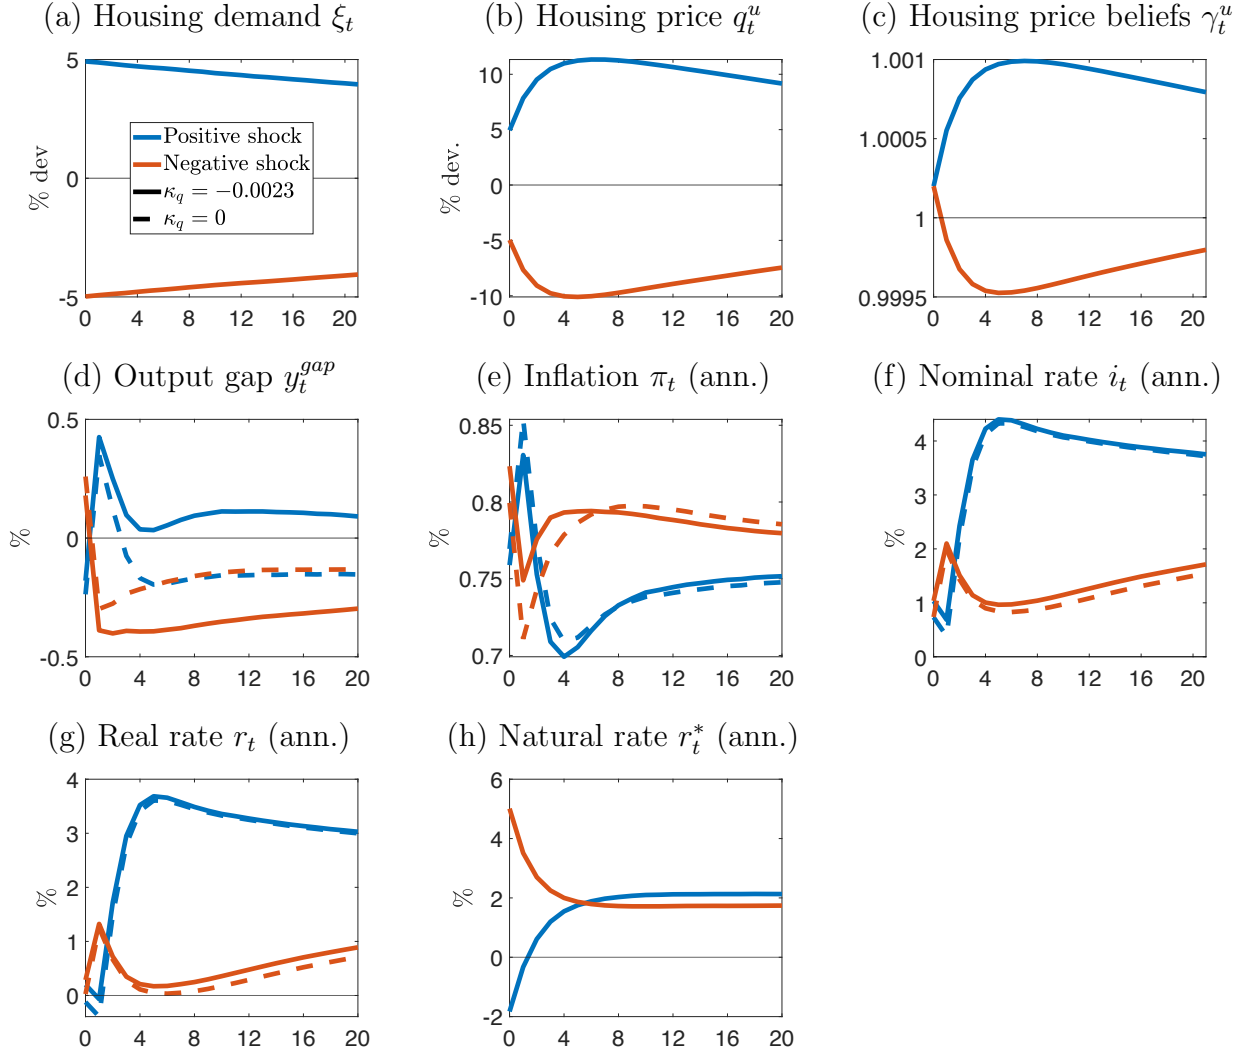 (a) Housing demand ξ_t
(b) Housing price q_t^u
(c) Housing price beliefs γ_t^u
% dev
5
0
-5
0 4 8 12 16 20
Positive shock
Negative shock
κ_q = −0.0023
κ_q = 0
% dev.
10
5
0
-5
-10
0 4 8 12 16 20
1.001
1.0005
1
0.9995
0 4 8 12 16 20
(d) Output gap y_t^{gap}
(e) Inflation π_t (ann.)
(f) Nominal rate i_t (ann.)
%
0.5
0
-0.5
0 4 8 12 16 20
%
0.85
0.8
0.75
0.7
0 4 8 12 16 20
%
4
3
2
1
0
0 4 8 12 16 20
(g) Real rate r_t (ann.)
(h) Natural rate r_t^* (ann.)
%
4
3
2
1
0
0 4 8 12 16 20
%
6
4
2
0
-2
0 4 8 12 16 20